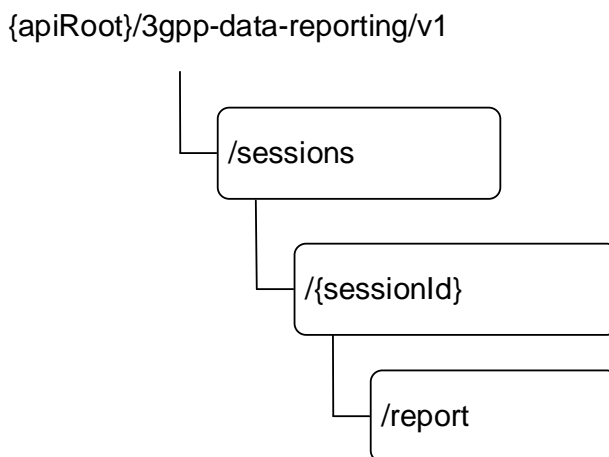 {apiRoot}/3gpp-data-reporting/v1
/sessions
/{sessionId}
/report